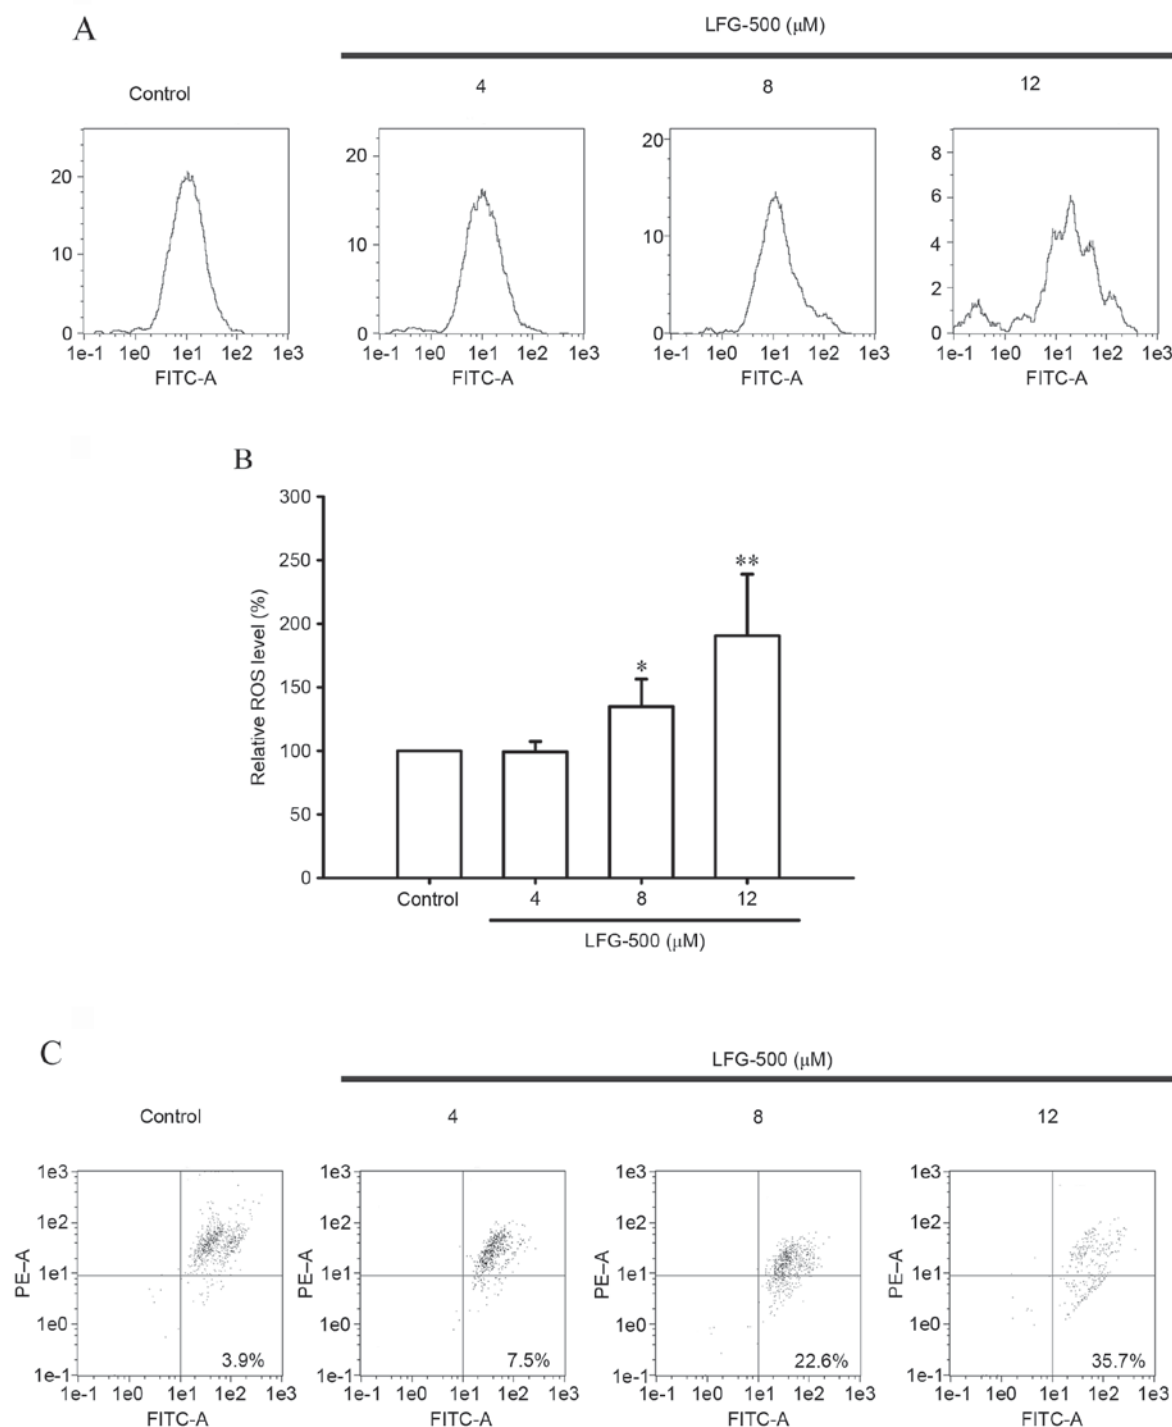 A
LFG-500 (μM)
Control 4 8 12
20 20 20 8
6
10 10 10 4
2
0 0 0 0
1e-1 1e0 1e1 1e2 1e3 1e-1 1e0 1e1 1e2 1e3 1e-1 1e0 1e1 1e2 1e3 1e-1 1e0 1e1 1e2 1e3
FITC-A FITC-A FITC-A FITC-A
B
Relative ROS level (%)
300
250
200
150
100
50
0
*
**
Control 4 8 12
LFG-500 (μM)
C
LFG-500 (μM)
Control 4 8 12
PE–A PE–A PE–A PE–A
1e3 1e3 1e3 1e3
1e2 1e2 1e2 1e2
1e1 1e1 1e1 1e1
1e0 1e0 1e0 1e0
3.9% 7.5% 22.6% 35.7%
1e-1 1e-1 1e-1 1e-1
1e-1 1e0 1e1 1e2 1e3 1e-1 1e0 1e1 1e2 1e3 1e-1 1e0 1e1 1e2 1e3 1e-1 1e0 1e1 1e2 1e3
FITC-A FITC-A FITC-A FITC-A